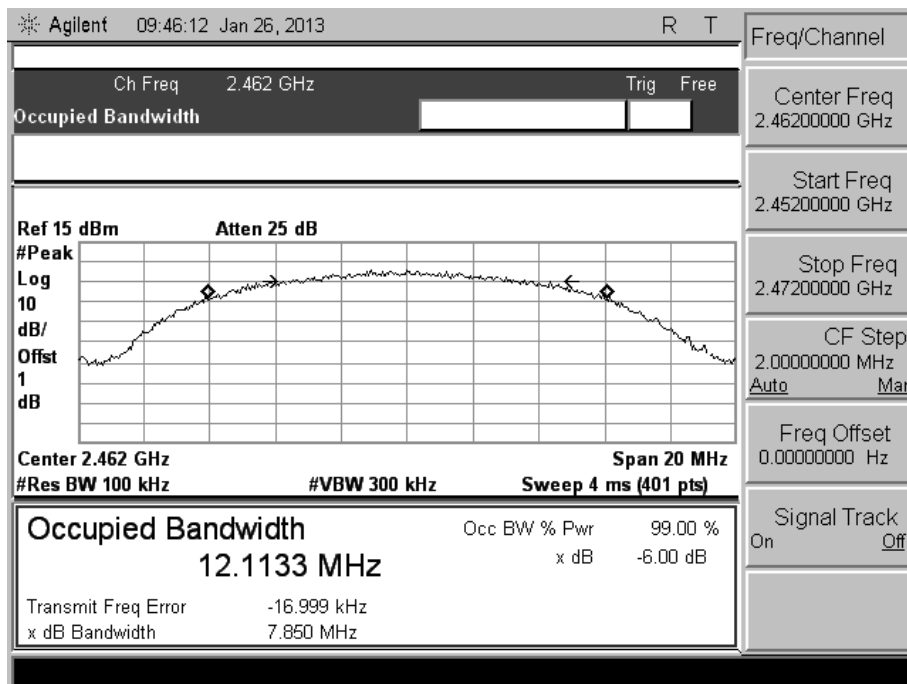 Agilent 09:46:12 Jan 26, 2013 R T
Ch Freq 2.462 GHz Trig Free
Occupied Bandwidth
Ref 15 dBm Atten 25 dB
#Peak
Log
10
dB/
Offst
1
dB
Center 2.462 GHz Span 20 MHz
#Res BW 100 kHz #VBW 300 kHz Sweep 4 ms (401 pts)
Occupied Bandwidth
12.1133 MHz
Occ BW % Pwr 99.00 %
x dB -6.00 dB
Transmit Freq Error -16.999 kHz
x dB Bandwidth 7.850 MHz
Freq/Channel
Center Freq
2.46200000 GHz
Start Freq
2.45200000 GHz
Stop Freq
2.47200000 GHz
CF Step
2.00000000 MHz
Auto Man
Freq Offset
0.00000000 Hz
Signal Track
On Off